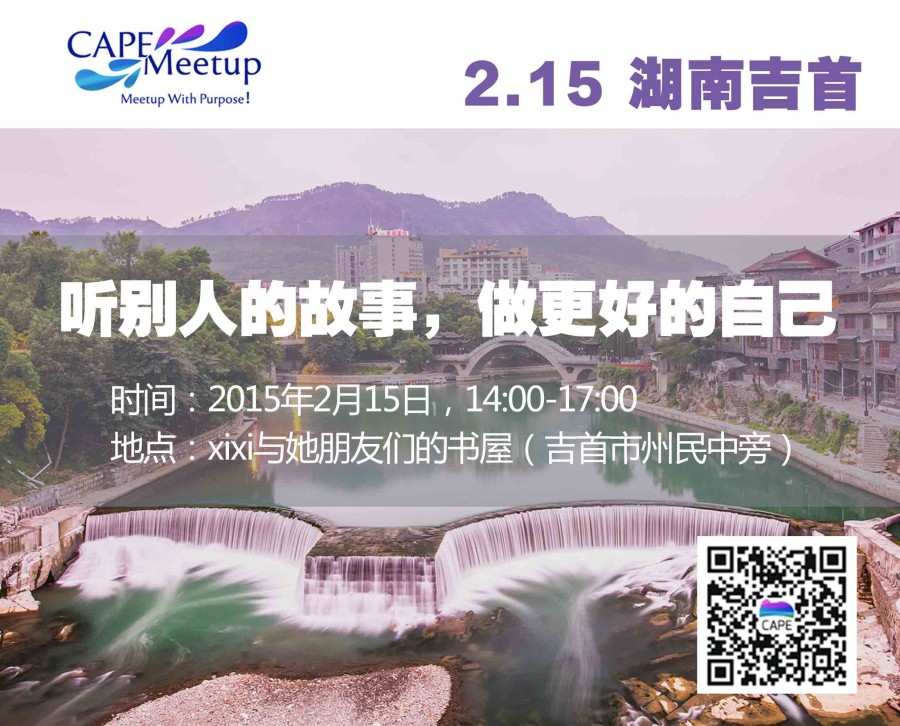 CAPE
Meetup
Meetup With Purpose!
2.15 湖南吉首
听别人的故事，做更好的自己
时间：2015年2月15日，14:00-17:00
地点：xixi与她朋友们的书屋（吉首市州民中旁）
CAPE